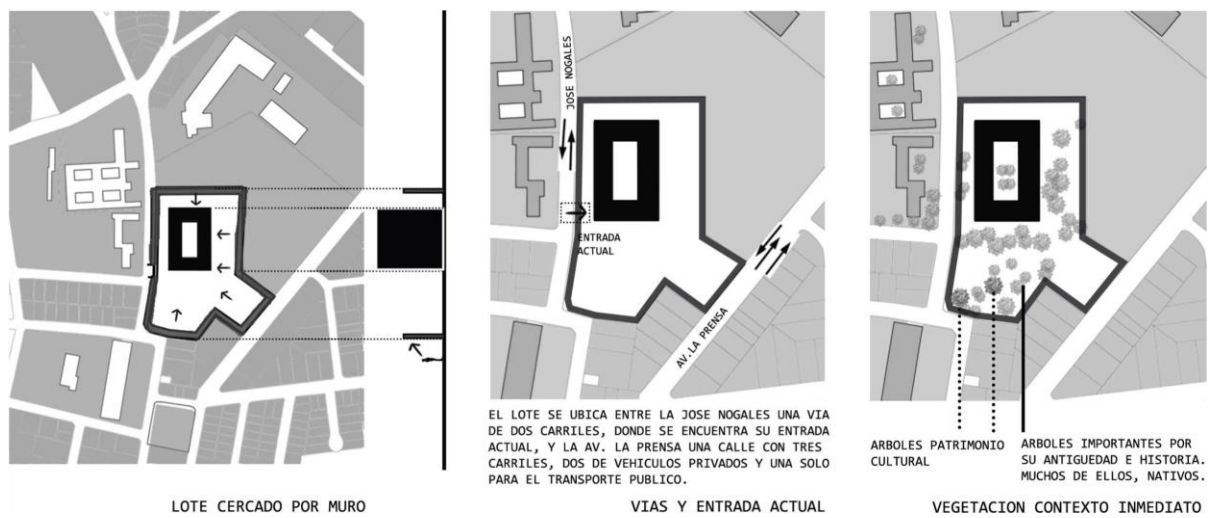 LOTE CERCADO POR MURO
JOSE NOGALES
ENTRADA
ACTUAL
AV. LA PRENSA
EL LOTE SE UBICA ENTRE LA JOSE NOGALES UNA VIA
DE DOS CARRILES, DONDE SE ENCUENTRA SU ENTRADA
ACTUAL, Y LA AV. LA PRENSA UNA CALLE CON TRES
CARRILES, DOS DE VEHICULOS PRIVADOS Y UNA SOLO
PARA EL TRANSPORTE PUBLICO.
VIAS Y ENTRADA ACTUAL
ARBOLES PATRIMONIO
CULTURAL
ARBOLES IMPORTANTES POR
SU ANTIGUEDAD E HISTORIA.
MUCHOS DE ELLOS, NATIVOS.
VEGETACION CONTEXTO INMEDIATO